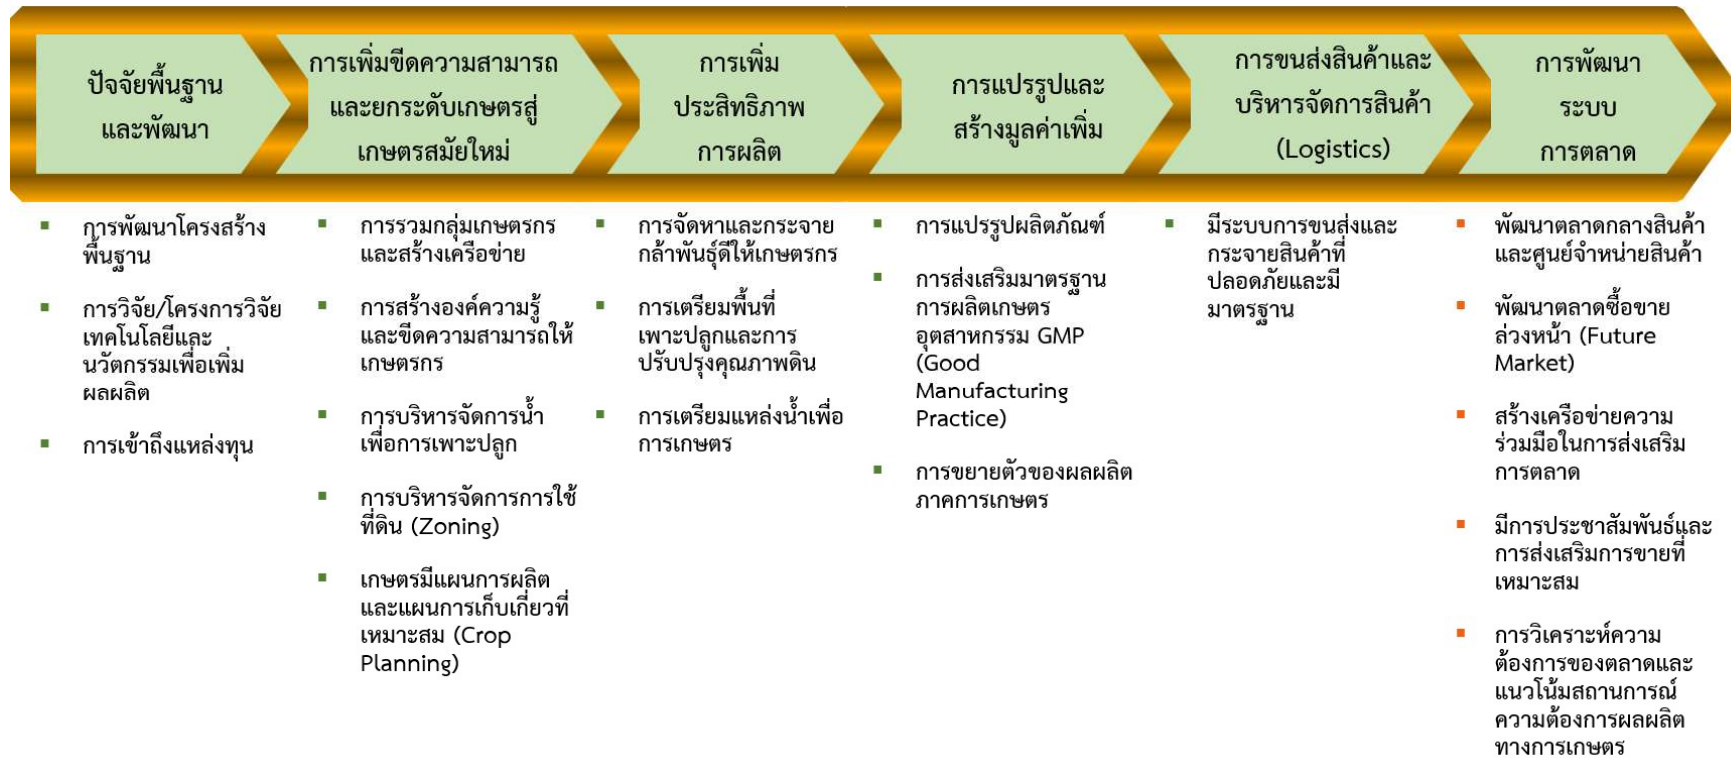 ปัจจัยพื้นฐาน
และพัฒนา
การเพิ่มขีดความสามารถ
และยกระดับเกษตรสู่
เกษตรสมัยใหม่
การเพิ่ม
ประสิทธิภาพ
การผลิต
การแปรรูปและ
สร้างมูลค่าเพิ่ม
การขนส่งสินค้าและ
บริหารจัดการสินค้า
(Logistics)
การพัฒนา
ระบบ
การตลาด
▪ การพัฒนาโครงสร้าง
พื้นฐาน
▪ การวิจัย/โครงการวิจัย
เทคโนโลยีและ
นวัตกรรมเพื่อเพิ่ม
ผลผลิต
▪ การเข้าถึงแหล่งทุน
▪ การรวมกลุ่มเกษตรกร
และสร้างเครือข่าย
▪ การสร้างองค์ความรู้
และขีดความสามารถให้
เกษตรกร
▪ การบริหารจัดการน้ำ
เพื่อการเพาะปลูก
▪ การบริหารจัดการการใช้
ที่ดิน (Zoning)
▪ เกษตรมีแผนการผลิต
และแผนการเก็บเกี่ยวที่
เหมาะสม (Crop
Planning)
▪ การจัดหาและกระจาย
กล้าพันธุ์ดีให้เกษตรกร
▪ การเตรียมพื้นที่
เพาะปลูกและการ
ปรับปรุงคุณภาพดิน
▪ การเตรียมแหล่งน้ำเพื่อ
การเกษตร
▪ การแปรรูปผลิตภัณฑ์
▪ การส่งเสริมมาตรฐาน
การผลิตเกษตร
อุตสาหกรรม GMP
(Good
Manufacturing
Practice)
▪ การขยายตัวของผลผลิต
ภาคการเกษตร
▪ มีระบบการขนส่งและ
กระจายสินค้าที่
ปลอดภัยและมี
มาตรฐาน
▪ พัฒนาตลาดกลางสินค้า
และศูนย์จำหน่ายสินค้า
▪ พัฒนาตลาดซื้อขาย
ล่วงหน้า (Future
Market)
▪ สร้างเครือข่ายความ
ร่วมมือในการส่งเสริม
การตลาด
▪ มีการประชาสัมพันธ์และ
การส่งเสริมการขายที่
เหมาะสม
▪ การวิเคราะห์ความ
ต้องการของตลาดและ
แนวโน้มสถานการณ์
ความต้องการผลผลิต
ทางการเกษตร